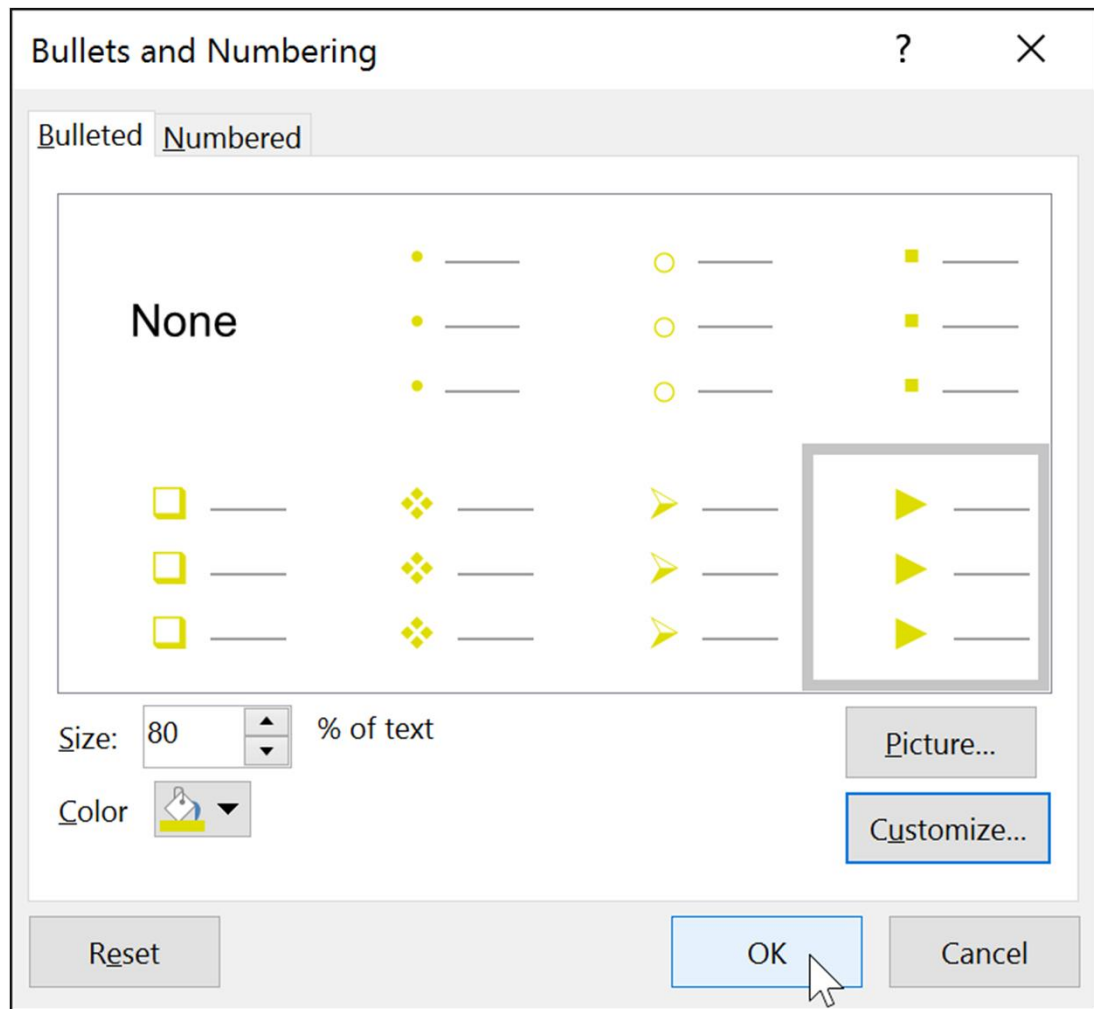 Bullets and Numbering ?
Bulleted Numbered
None
Size: 80 % of text
Picture...
Color
Customize...
Reset OK Cancel